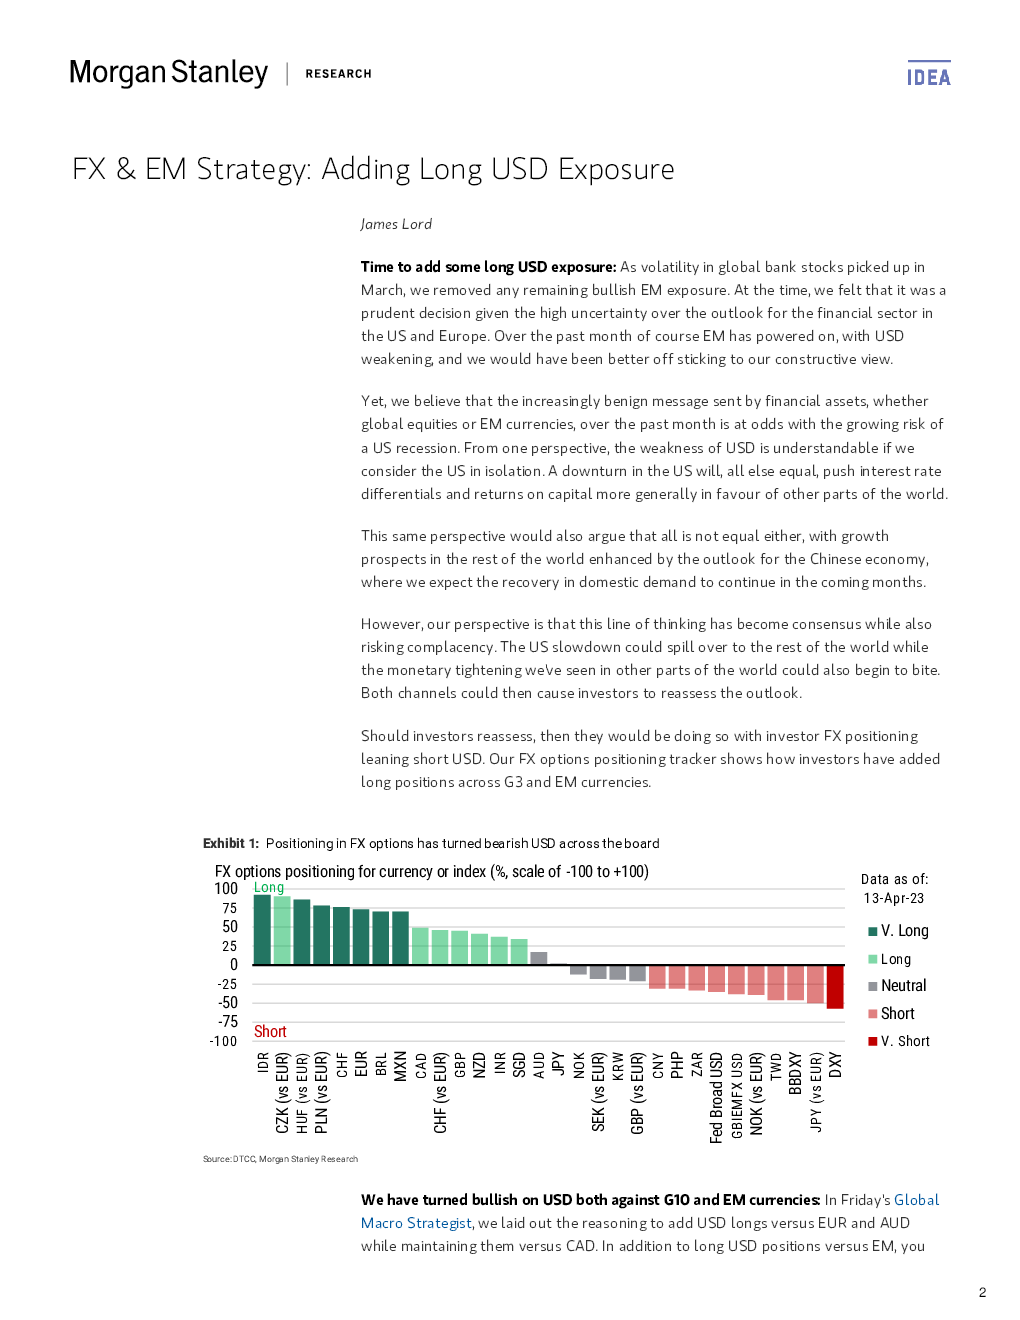 Morgan Stanley | RESEARCH
IDEA
FX & EM Strategy: Adding Long USD Exposure
James Lord
Time to add some long USD exposure: As volatility in global bank stocks picked up in
March, we removed any remaining bullish EM exposure. At the time, we felt that it was a
prudent decision given the high uncertainty over the outlook for the financial sector in
the US and Europe. Over the past month of course EM has powered on, with USD
weakening, and we would have been better off sticking to our constructive view.
Yet, we believe that the increasingly benign message sent by financial assets, whether
global equities or EM currencies, over the past month is at odds with the growing risk of
a US recession. From one perspective, the weakness of USD is understandable if we
consider the US in isolation. A downturn in the US will, all else equal, push interest rate
differentials and returns on capital more generally in favour of other parts of the world.
This same perspective would also argue that all is not equal either, with growth
prospects in the rest of the world enhanced by the outlook for the Chinese economy,
where we expect the recovery in domestic demand to continue in the coming months.
However, our perspective is that this line of thinking has become consensus while also
risking complacency. The US slowdown could spill over to the rest of the world while
the monetary tightening we've seen in other parts of the world could also begin to bite.
Both channels could then cause investors to reassess the outlook.
Should investors reassess, then they would be doing so with investor FX positioning
leaning short USD. Our FX options positioning tracker shows how investors have added
long positions across G3 and EM currencies.
Exhibit 1: Positioning in FX options has turned bearish USD across the board
FX options positioning for currency or index (%, scale of -100 to +100)
Data as of:
13-Apr-23
100
75
50
25
0
-25
-50
-75
-100
Long
Short
V. Long
Long
Neutral
Short
V. Short
IDR
CZK (vs EUR)
HUF (vs EUR)
PLN (vs EUR)
CHF
EUR
BRL
MXN
CAD
CHF (vs EUR)
GBP
NZD
INR
SGD
AUD
JPY
NOK
SEK (vs EUR)
KRW
GBP (vs EUR)
CNY
PHP
ZAR
Fed Broad USD
GBIEMFX USD
NOK (vs EUR)
TWD
BBDXY
JPY (vs EUR)
DXY
Source: DTCC, Morgan Stanley Research
We have turned bullish on USD both against G10 and EM currencies: In Friday's Global
Macro Strategist, we laid out the reasoning to add USD longs versus EUR and AUD
while maintaining them versus CAD. In addition to long USD positions versus EM, you
2